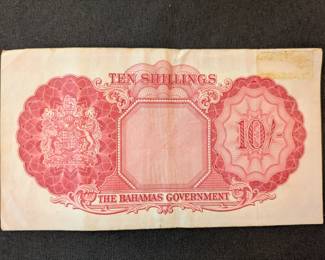 TEN SHILLINGS
10/-
THE BAHAMAS GOVERNMENT